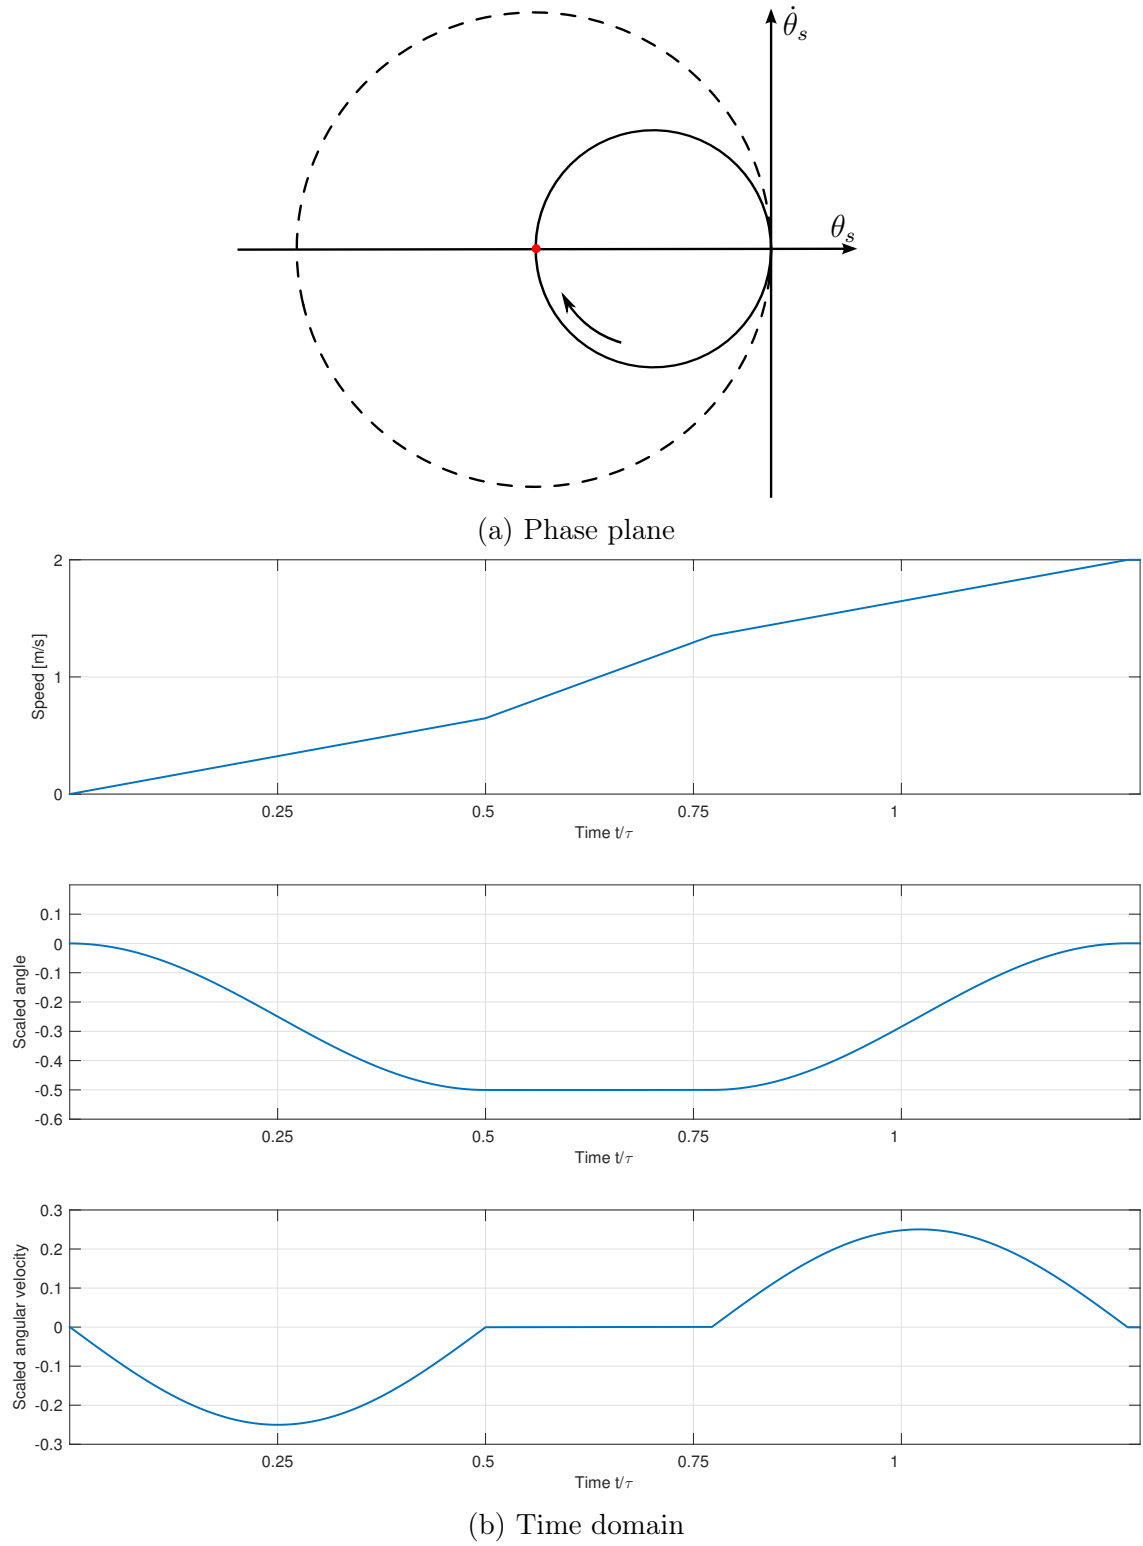 θ̇_s
θ_s
(a) Phase plane
2
1
0
Speed [m/s]
0.25 0.5 0.75 1
Time t/τ
0.1
0
-0.1
-0.2
-0.3
-0.4
-0.5
-0.6
Scaled angle
0.25 0.5 0.75 1
Time t/τ
0.3
0.2
0.1
0
-0.1
-0.2
-0.3
Scaled angular velocity
0.25 0.5 0.75 1
Time t/τ
(b) Time domain